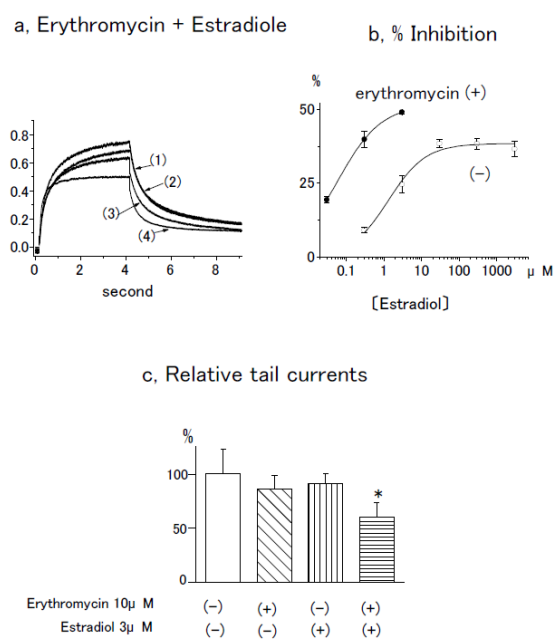 a, Erythromycin + Estradiole
b, % Inhibition
%
erythromycin (+)
50
(-)
25
0
0.1 1 10 100 1000 μ M
[Estradiol]
0.8
0.6
0.4
0.2
0.0
(1)
(2)
(3)
(4)
0 2 4 6 8
second
c, Relative tail currents
%
100
50
0
*
Erythromycin 10μ M (-) (+) (-) (+)
Estradiol 3μ M (-) (-) (+) (+)